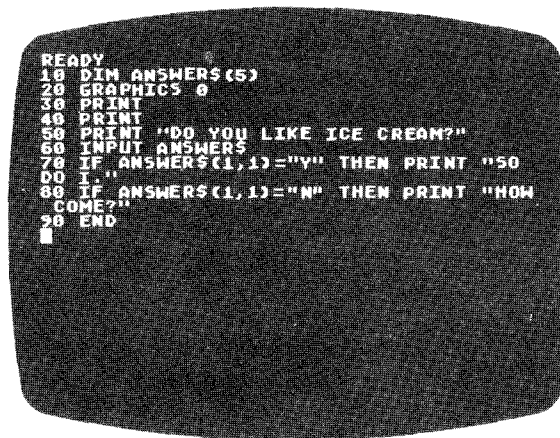 READY
10 DIM ANSWER$(5)
20 GRAPHICS 0
30 PRINT
40 PRINT
50 PRINT "DO YOU LIKE ICE CREAM?"
60 INPUT ANSWER$
70 IF ANSWER$(1,1)="Y" THEN PRINT "SO
DO I."
80 IF ANSWER$(1,1)="N" THEN PRINT "HOW
 COME?"
90 END